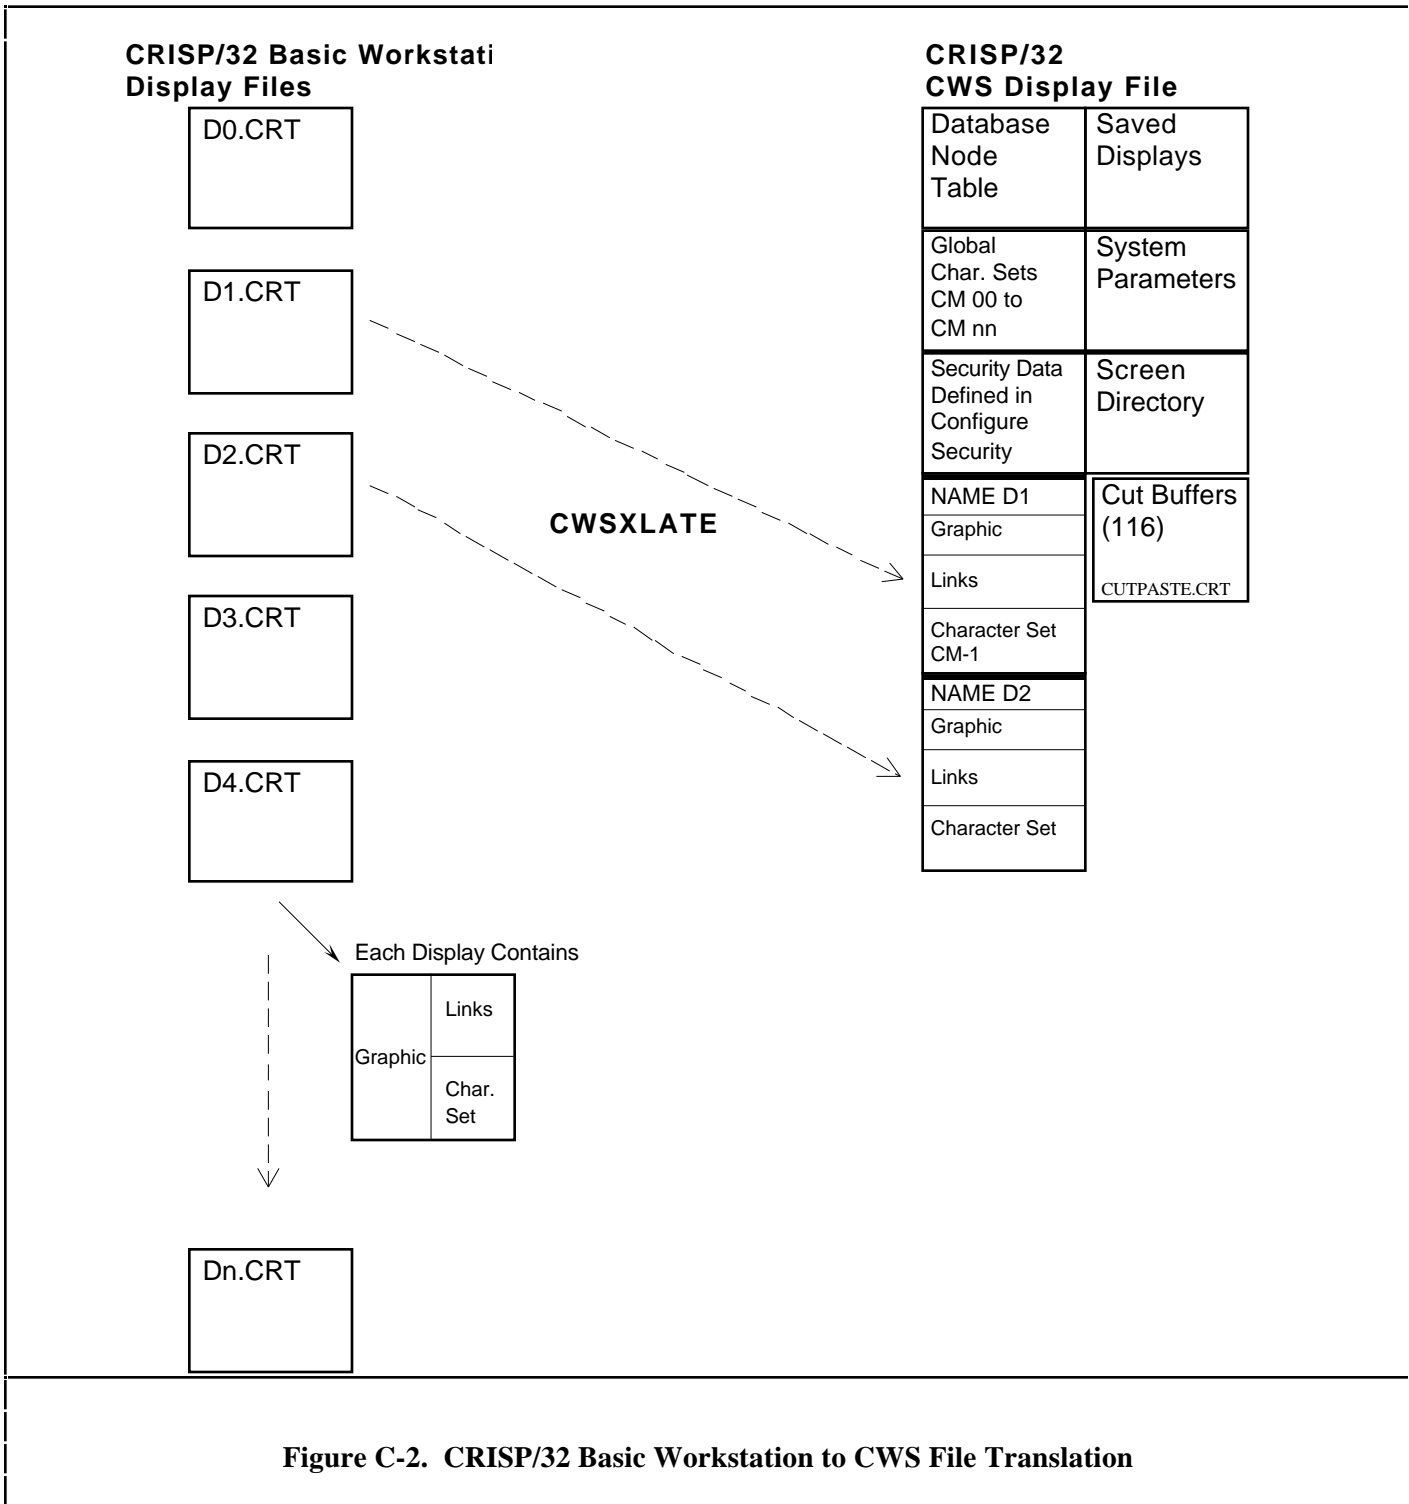 CRISP/32 Basic Workstati
Display Files
D0.CRT
D1.CRT
D2.CRT
D3.CRT
D4.CRT
Each Display Contains
Graphic
Links
Char.
Set
Dn.CRT
CWSXLATE
CRISP/32
CWS Display File
Database
Node
Table
Saved
Displays
Global
Char. Sets
CM 00 to
CM nn
System
Parameters
Security Data
Defined in
Configure
Security
Screen
Directory
NAME D1
Graphic
Links
Character Set
CM-1
Cut Buffers
(116)
CUTPASTE.CRT
NAME D2
Graphic
Links
Character Set
Figure C-2. CRISP/32 Basic Workstation to CWS File Translation